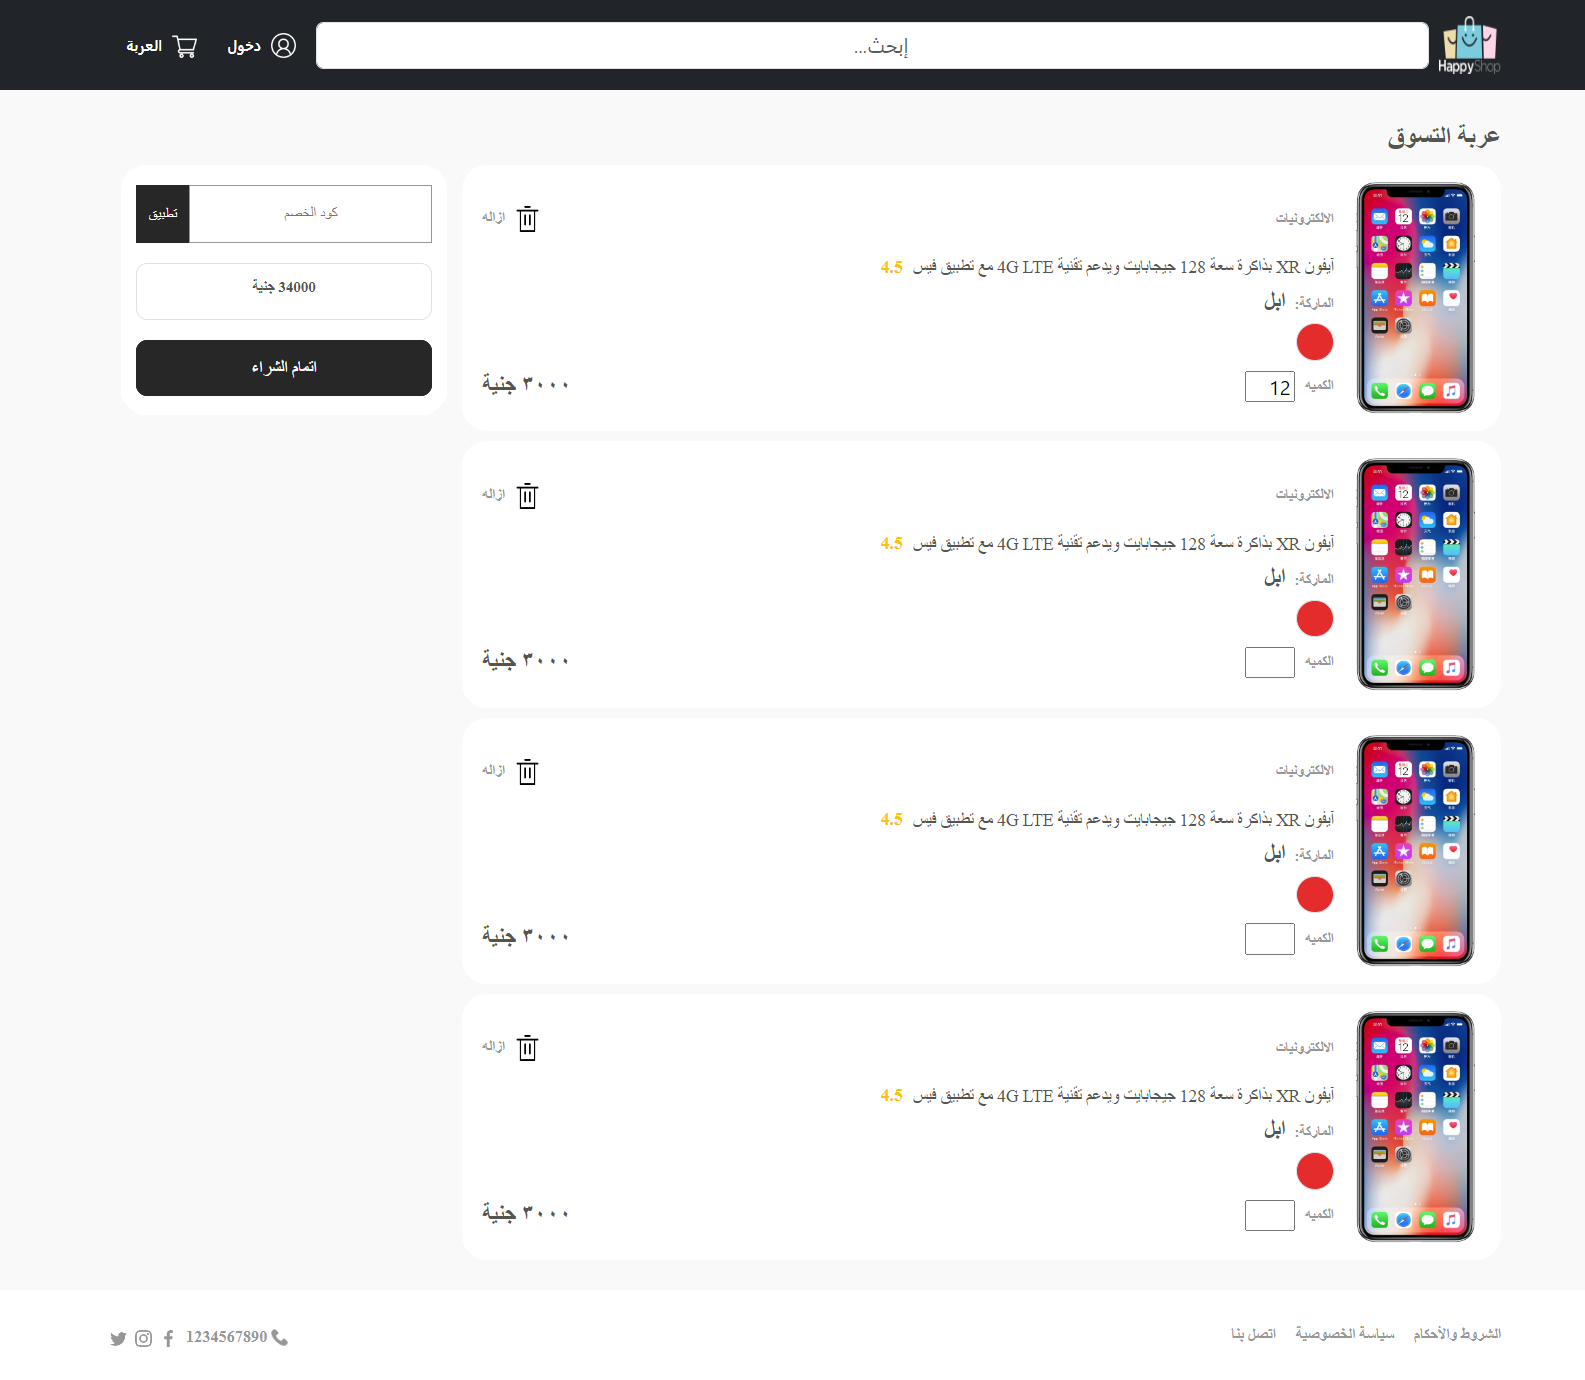 HappyShop
إبحث...
دخول
العربة
عربة التسوق
الالكترونيات
ازاله
آيفون XR بذاكرة سعة 128 جيجابايت ويدعم تقنية 4G LTE مع تطبيق فيس 4.5
الماركة: ابل
الكميه 12
٣٠٠٠ جنية
الالكترونيات
ازاله
آيفون XR بذاكرة سعة 128 جيجابايت ويدعم تقنية 4G LTE مع تطبيق فيس 4.5
الماركة: ابل
الكميه
٣٠٠٠ جنية
الالكترونيات
ازاله
آيفون XR بذاكرة سعة 128 جيجابايت ويدعم تقنية 4G LTE مع تطبيق فيس 4.5
الماركة: ابل
الكميه
٣٠٠٠ جنية
الالكترونيات
ازاله
آيفون XR بذاكرة سعة 128 جيجابايت ويدعم تقنية 4G LTE مع تطبيق فيس 4.5
الماركة: ابل
الكميه
٣٠٠٠ جنية
كود الخصم
تطبيق
34000 جنية
اتمام الشراء
الشروط والأحكام
سياسة الخصوصية
اتصل بنا
1234567890